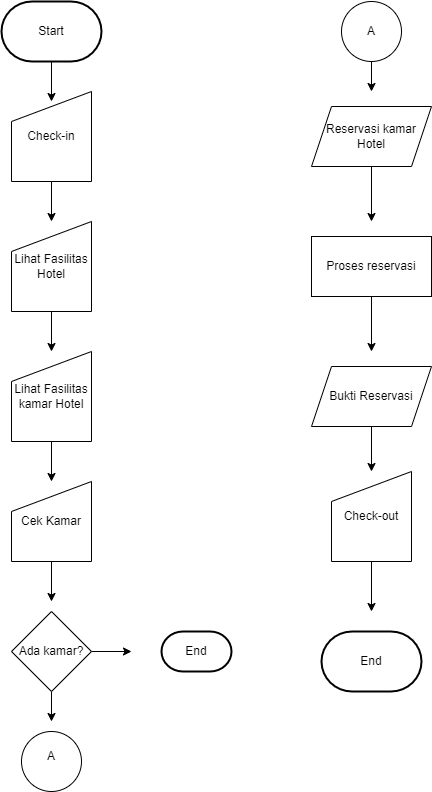 Start
Check-in
Lihat Fasilitas
Hotel
Lihat Fasilitas
kamar Hotel
Cek Kamar
Ada kamar?
End
A
A
Reservasi kamar
Hotel
Proses reservasi
Bukti Reservasi
Check-out
End